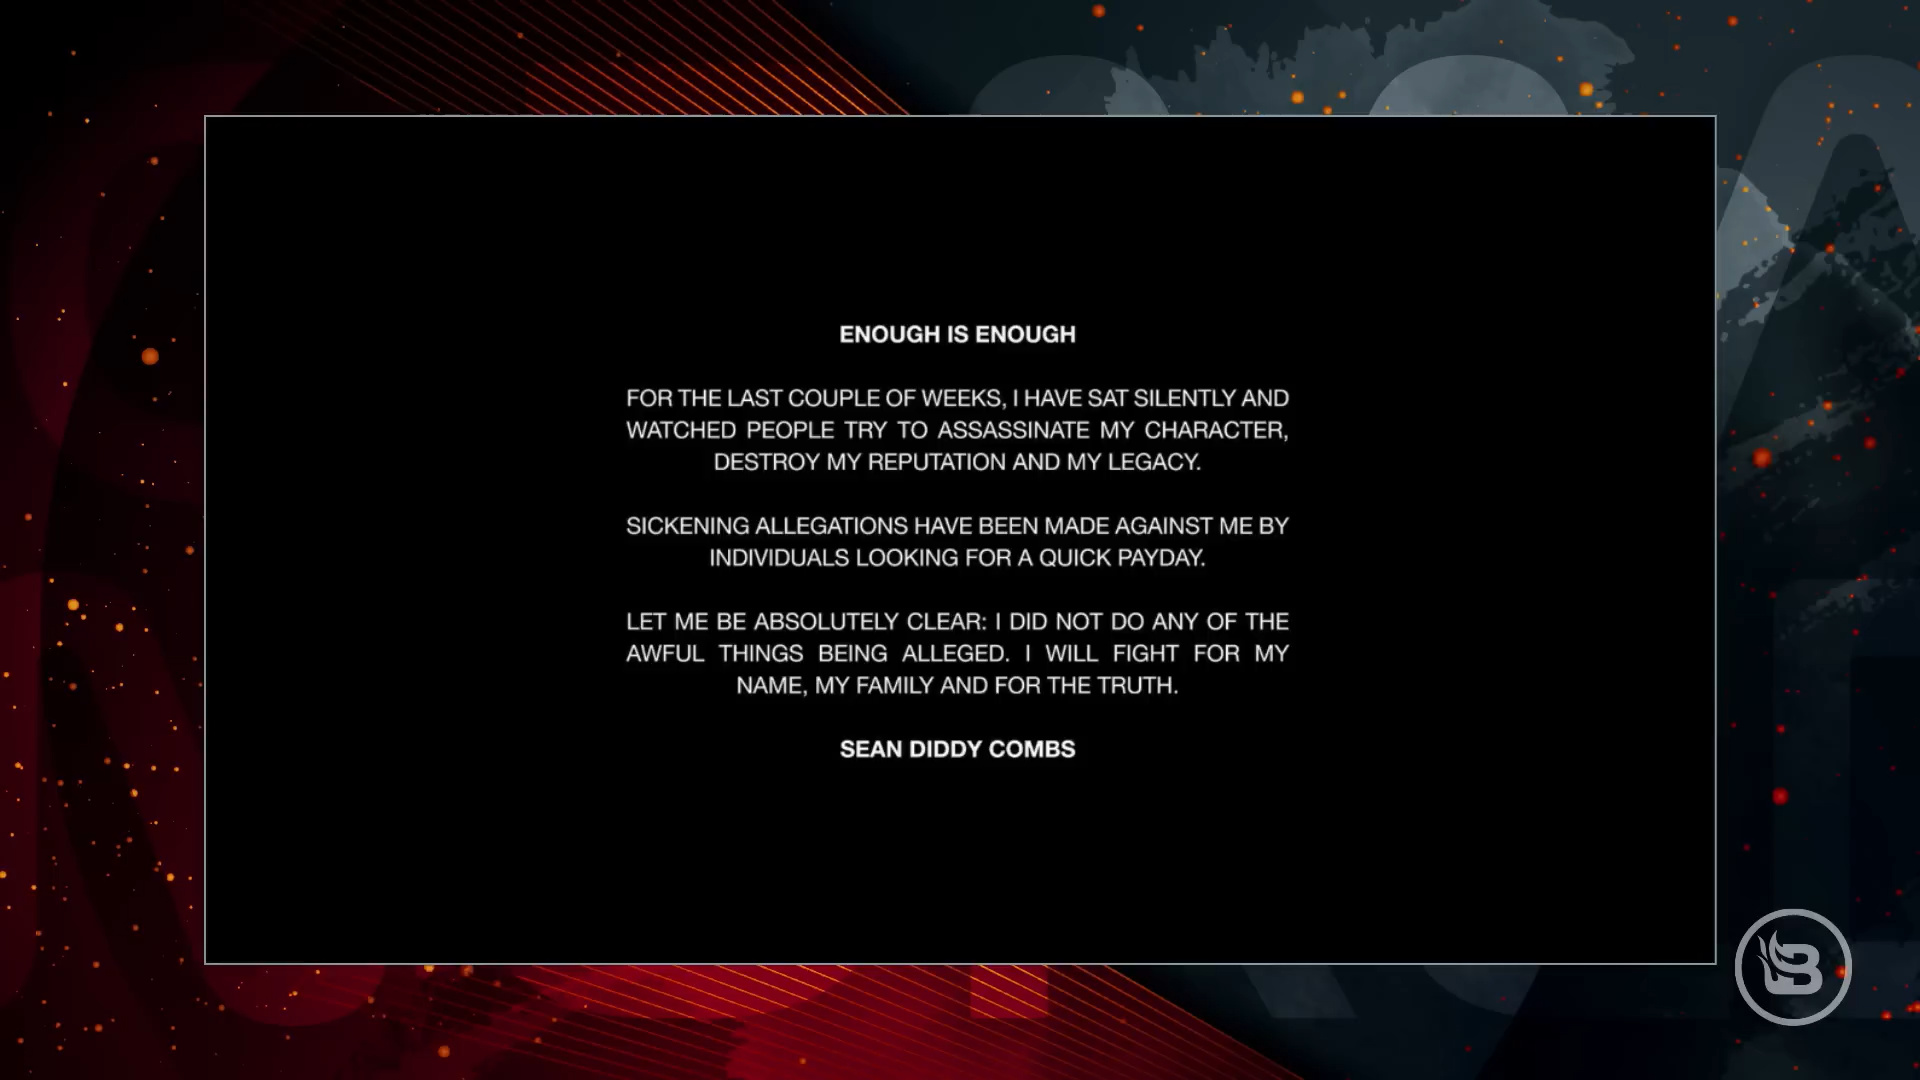 ENOUGH IS ENOUGH
FOR THE LAST COUPLE OF WEEKS, I HAVE SAT SILENTLY AND
WATCHED PEOPLE TRY TO ASSASSINATE MY CHARACTER,
DESTROY MY REPUTATION AND MY LEGACY.
SICKENING ALLEGATIONS HAVE BEEN MADE AGAINST ME BY
INDIVIDUALS LOOKING FOR A QUICK PAYDAY.
LET ME BE ABSOLUTELY CLEAR: I DID NOT DO ANY OF THE
AWFUL THINGS BEING ALLEGED. I WILL FIGHT FOR MY
NAME, MY FAMILY AND FOR THE TRUTH.
SEAN DIDDY COMBS
B